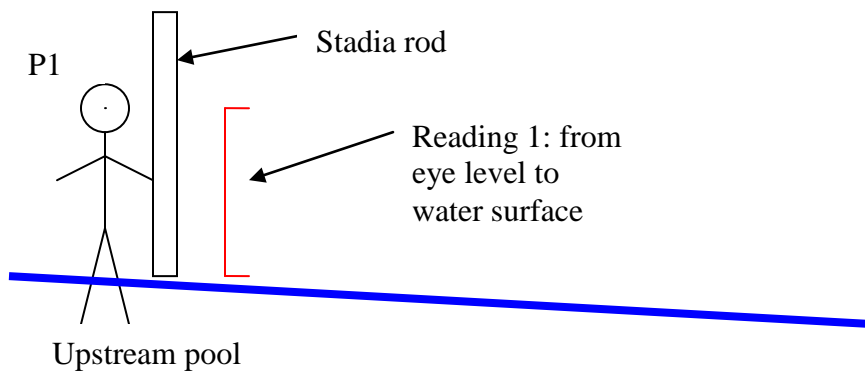 Stadia rod
P1
Reading 1: from
eye level to
water surface
Upstream pool